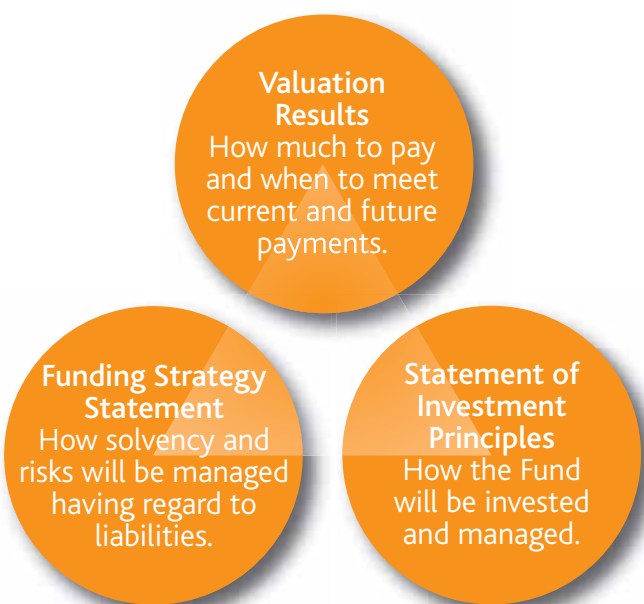 Valuation
Results
How much to pay
and when to meet
current and future
payments.
Funding Strategy
Statement
How solvency and
risks will be managed
having regard to
liabilities.
Statement of
Investment
Principles
How the Fund
will be invested
and managed.